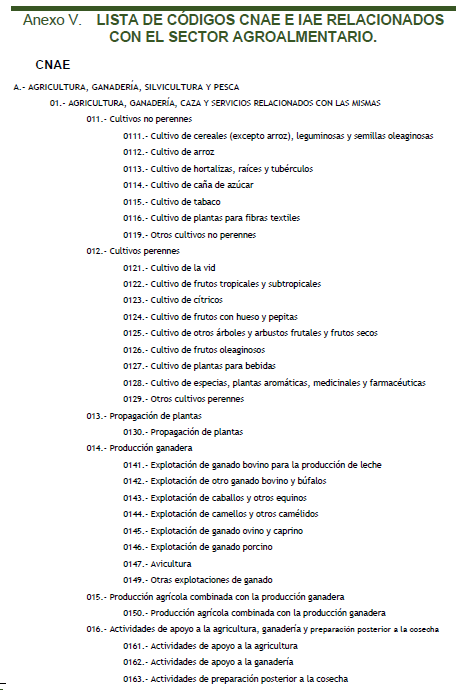 Anexo V. LISTA DE CÓDIGOS CNAE E IAE RELACIONADOS
CON EL SECTOR AGROALMENTARIO.
CNAE
A.- AGRICULTURA, GANADERÍA, SILVICULTURA Y PESCA
01.- AGRICULTURA, GANADERÍA, CAZA Y SERVICIOS RELACIONADOS CON LAS MISMAS
011.- Cultivos no perennes
0111.- Cultivo de cereales (excepto arroz), leguminosas y semillas oleaginosas
0112.- Cultivo de arroz
0113.- Cultivo de hortalizas, raíces y tubérculos
0114.- Cultivo de caña de azúcar
0115.- Cultivo de tabaco
0116.- Cultivo de plantas para fibras textiles
0119.- Otros cultivos no perennes
012.- Cultivos perennes
0121.- Cultivo de la vid
0122.- Cultivo de frutos tropicales y subtropicales
0123.- Cultivo de cítricos
0124.- Cultivo de frutos con hueso y pepitas
0125.- Cultivo de otros árboles y arbustos frutales y frutos secos
0126.- Cultivo de frutos oleaginosos
0127.- Cultivo de plantas para bebidas
0128.- Cultivo de especias, plantas aromáticas, medicinales y farmacéuticas
0129.- Otros cultivos perennes
013.- Propagación de plantas
0130.- Propagación de plantas
014.- Producción ganadera
0141.- Explotación de ganado bovino para la producción de leche
0142.- Explotación de otro ganado bovino y búfalos
0143.- Explotación de caballos y otros equinos
0144.- Explotación de camellos y otros camélidos
0145.- Explotación de ganado ovino y caprino
0146.- Explotación de ganado porcino
0147.- Avicultura
0149.- Otras explotaciones de ganado
015.- Producción agrícola combinada con la producción ganadera
0150.- Producción agrícola combinada con la producción ganadera
016.- Actividades de apoyo a la agricultura, ganadería y preparación posterior a la cosecha
0161.- Actividades de apoyo a la agricultura
0162.- Actividades de apoyo a la ganadería
0163.- Actividades de preparación posterior a la cosecha